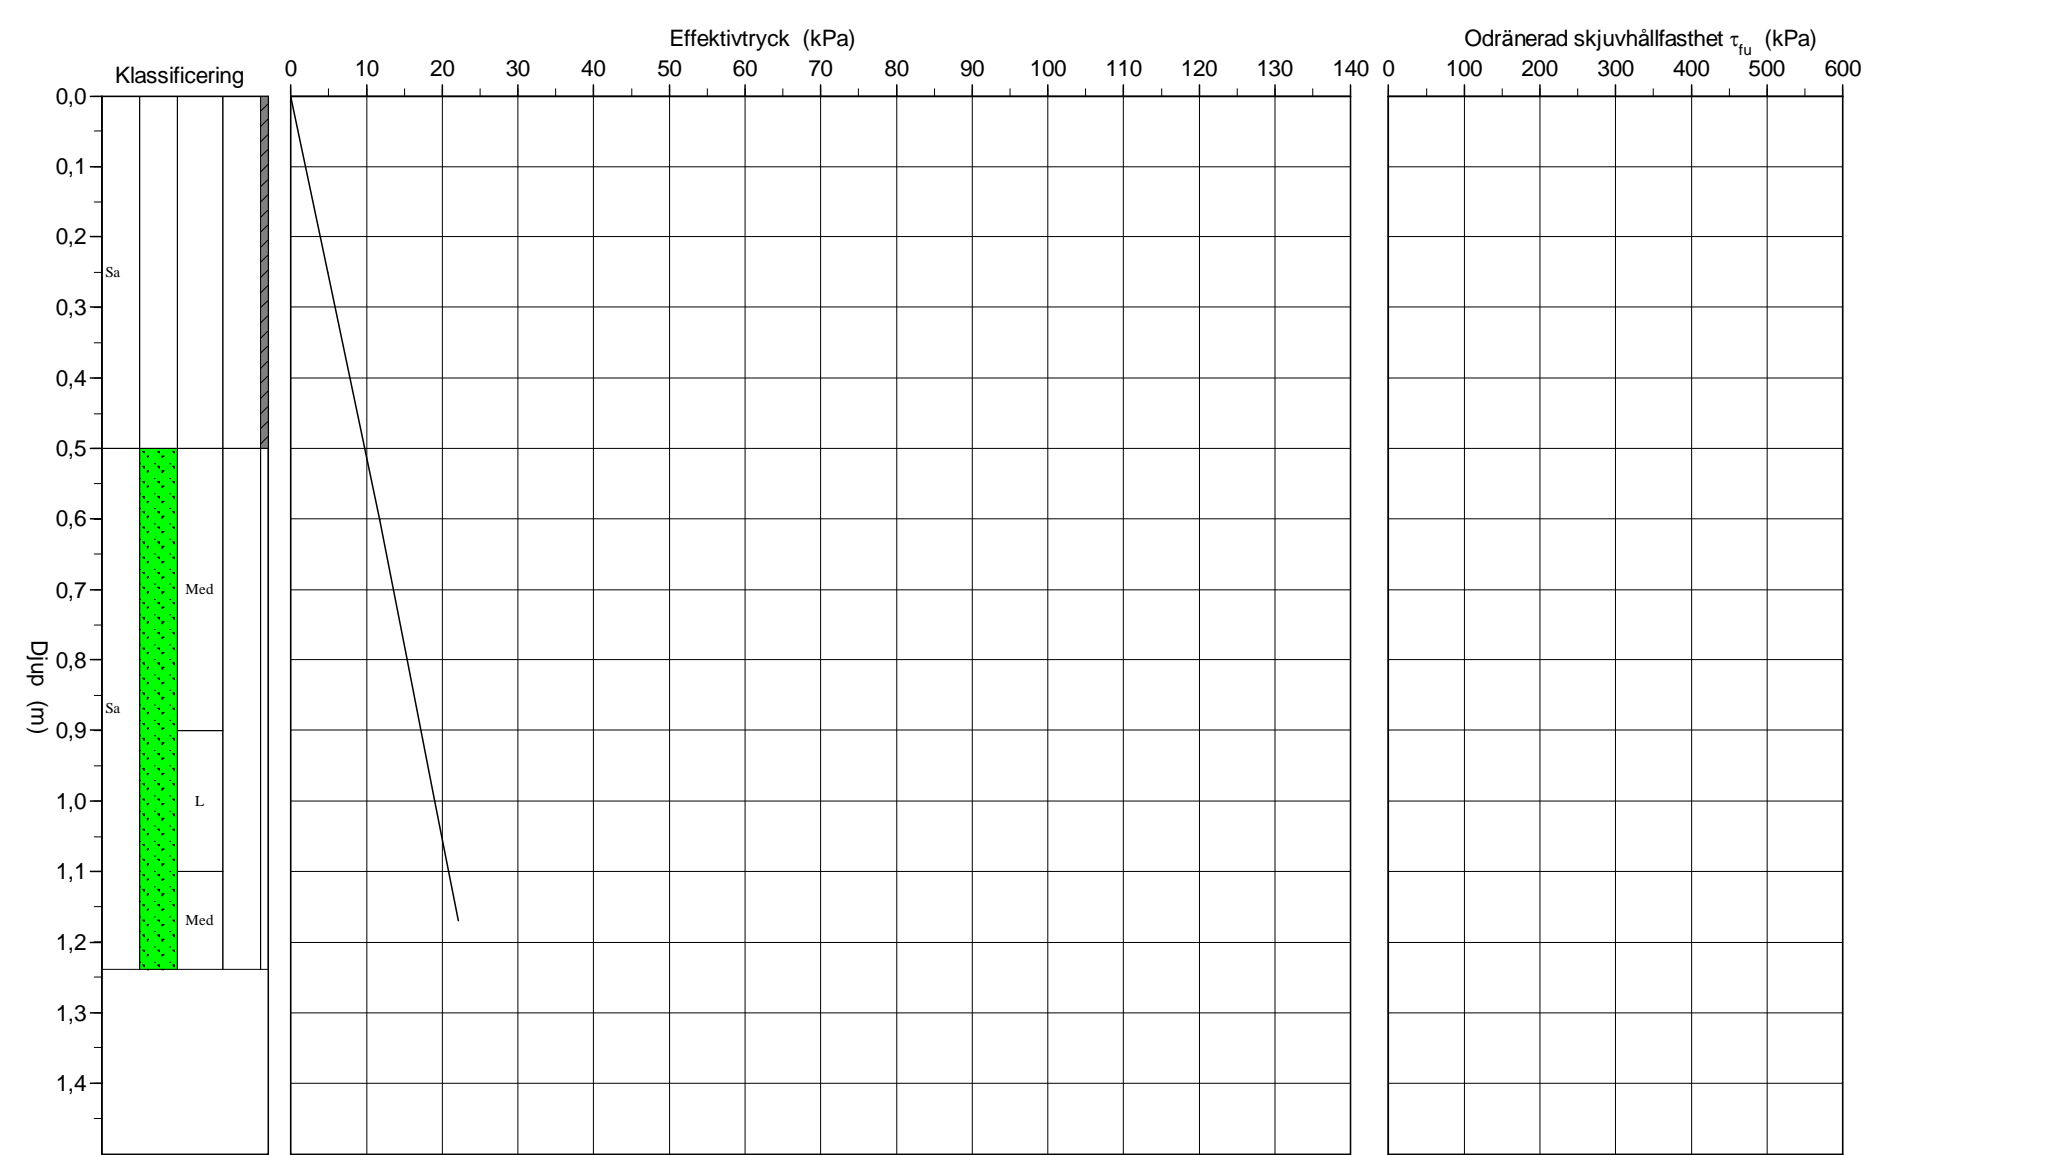 Effektivtryck (kPa)
Odränerad skjuvhållfasthet τfu (kPa)
Klassificering
0 10 20 30 40 50 60 70 80 90 100 110 120 130 140
0 100 200 300 400 500 600
0,0
0,1
0,2
Sa
0,3
0,4
0,5
0,6
0,7
Med
0,8
Djup (m)
Sa
0,9
1,0
L
1,1
Med
1,2
1,3
1,4